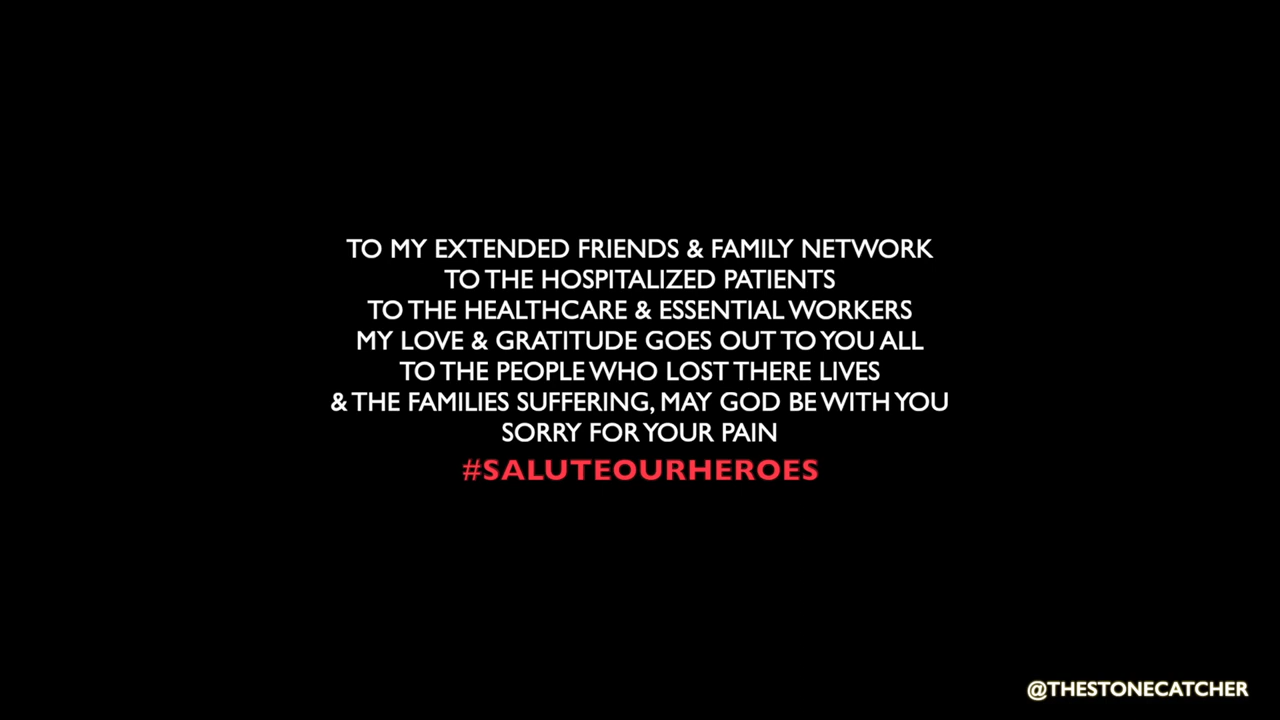 TO MY EXTENDED FRIENDS & FAMILY NETWORK
TO THE HOSPITALIZED PATIENTS
TO THE HEALTHCARE & ESSENTIAL WORKERS
MY LOVE & GRATITUDE GOES OUT TO YOU ALL
TO THE PEOPLE WHO LOST THERE LIVES
& THE FAMILIES SUFFERING, MAY GOD BE WITH YOU
SORRY FOR YOUR PAIN
#SALUTEOURHEROES
@THESTONECATCHER